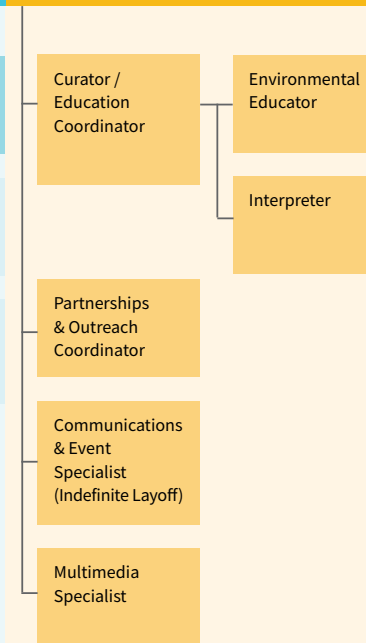 Curator /
Education
Coordinator
Environmental
Educator
Interpreter
Partnerships
& Outreach
Coordinator
Communications
& Event
Specialist
(Indefinite Layoff)
Multimedia
Specialist